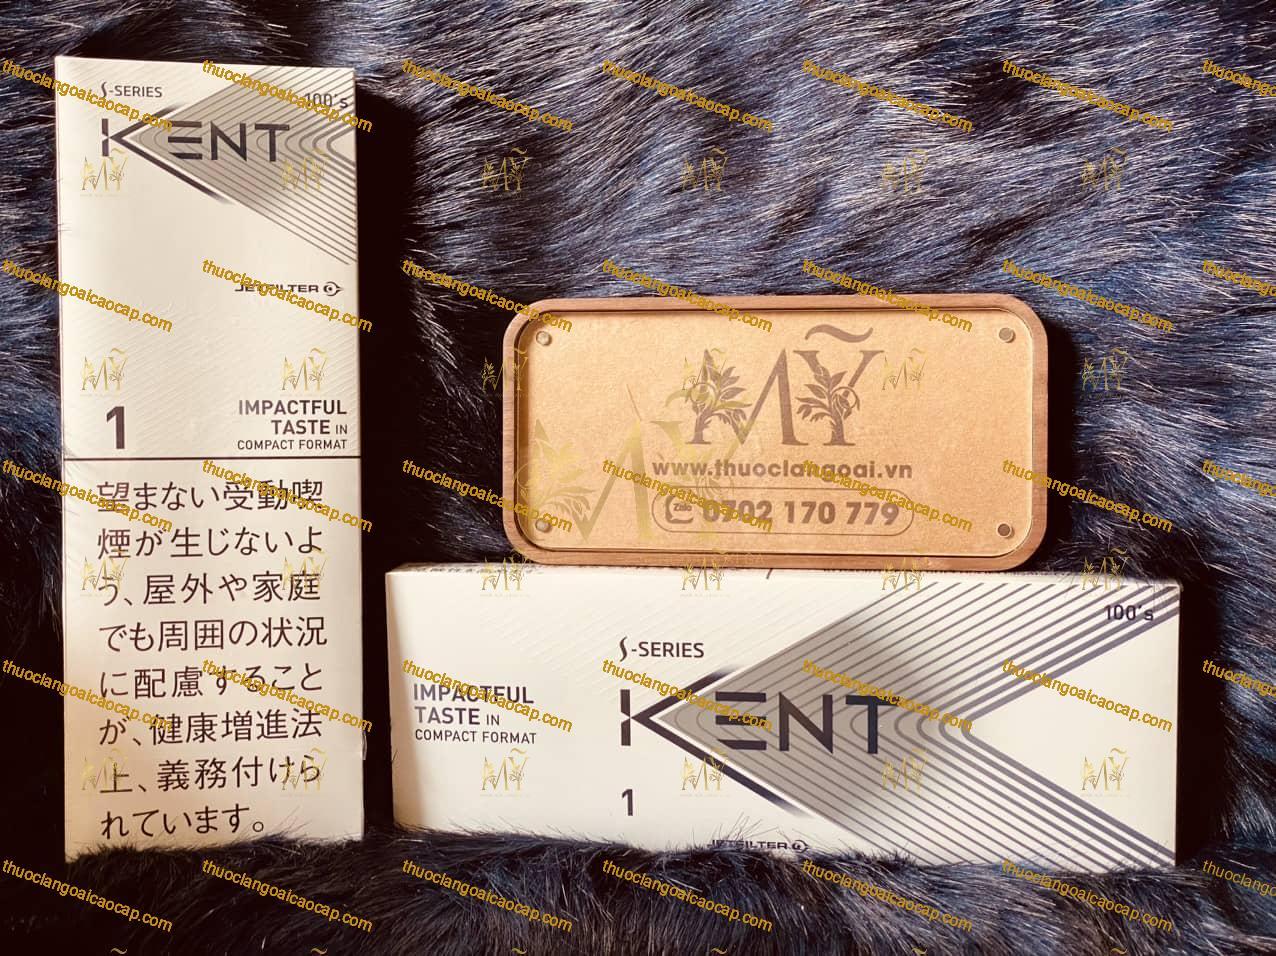 S-SERIES
100's
KENT
JETFILTER
1
IMPACTFUL
TASTE IN
COMPACT FORMAT
望まない受動喫
煙が生じないよ
う、屋外や家庭
でも周囲の状況
に配慮すること
が、健康増進法
上、義務付けら
れています。
MỸ
www.thuoclangoai.vn
Zalo 0702 170 779
100's
S-SERIES
IMPACTFUL
TASTE IN
COMPACT FORMAT
KENT
1
JETFILTER
thuoclangoaicaocap.com